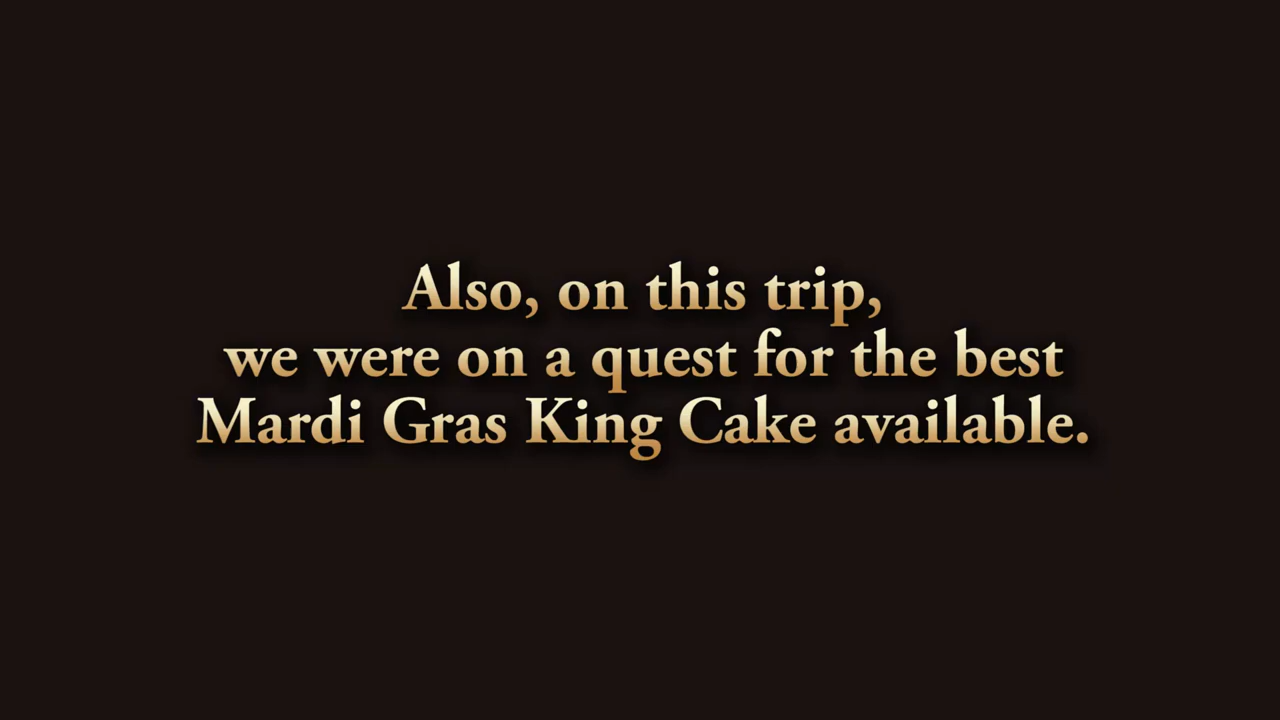 Also, on this trip,
we were on a quest for the best
Mardi Gras King Cake available.